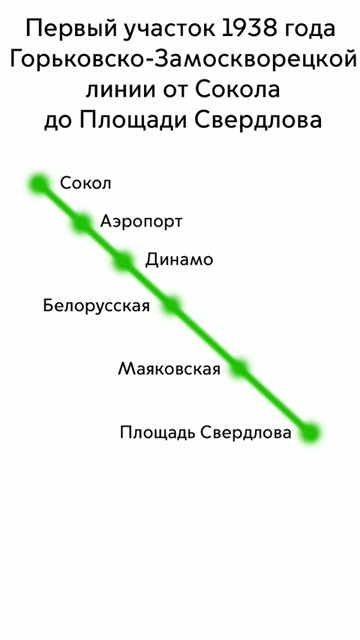 Первый участок 1938 года
Горьковско-Замоскворецкой
линии от Сокола
до Площади Свердлова
Сокол
Аэропорт
Динамо
Белорусская
Маяковская
Площадь Свердлова